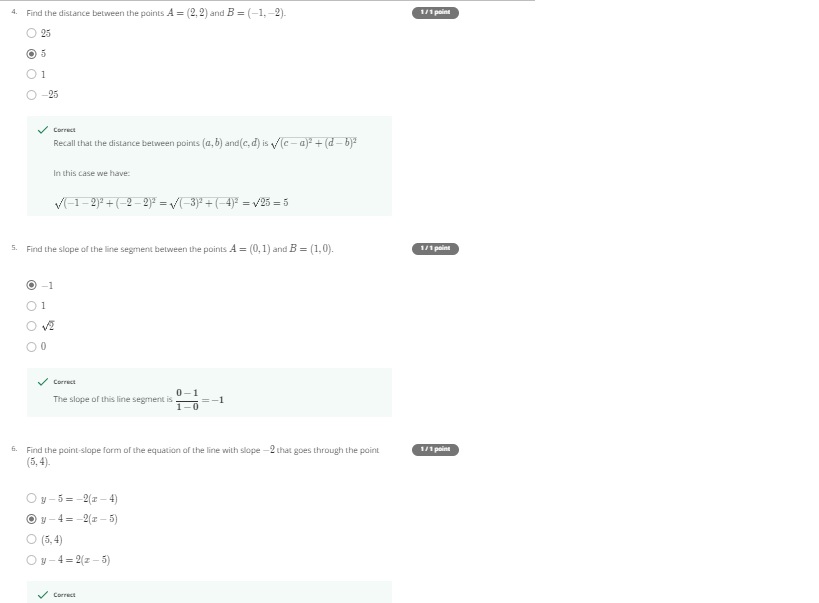 4. Find the distance between the points A = (2, 2) and B = (−1, −2).
1 / 1 point
25
5
1
−25
Correct
Recall that the distance between points (a, b) and(c, d) is √(c − a)² + (d − b)²
In this case we have:
√(−1 − 2)² + (−2 − 2)² = √(−3)² + (−4)² = √25 = 5
5. Find the slope of the line segment between the points A = (0, 1) and B = (1, 0).
1 / 1 point
−1
1
√2
0
Correct
The slope of this line segment is 0 − 1 / 1 − 0 = −1
6. Find the point-slope form of the equation of the line with slope −2 that goes through the point
(5, 4).
1 / 1 point
y − 5 = −2(x − 4)
y − 4 = −2(x − 5)
(5, 4)
y − 4 = 2(x − 5)
Correct